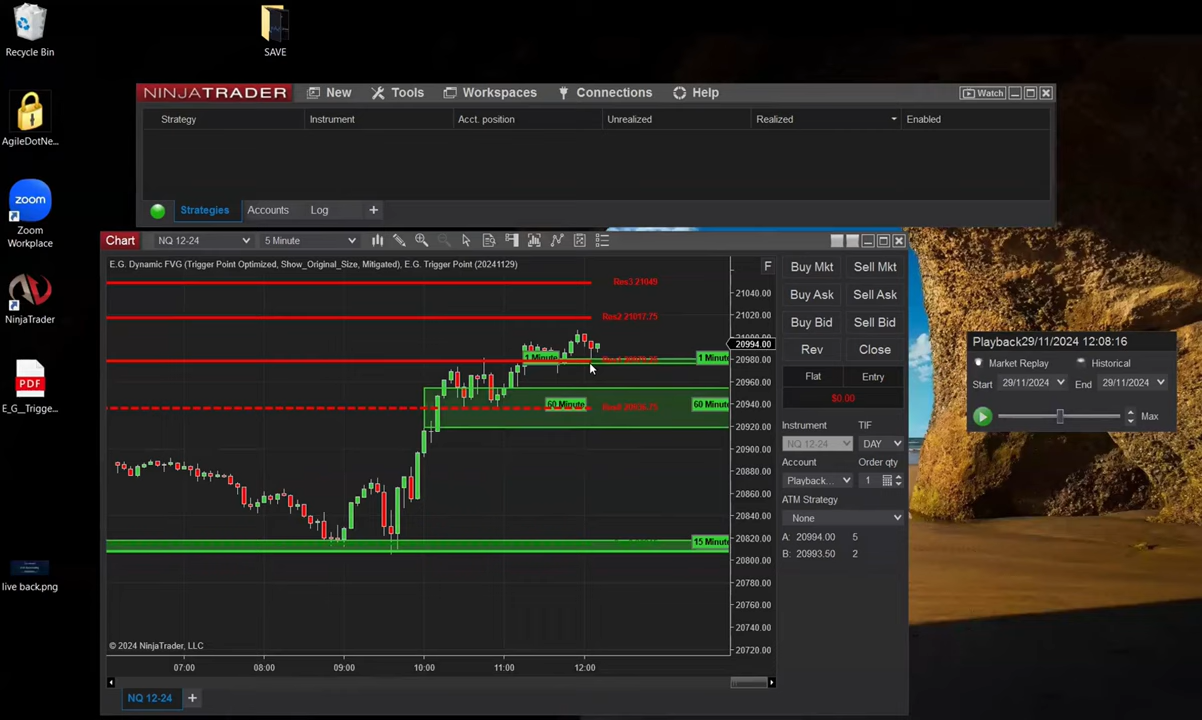 Recycle Bin
SAVE
AgileDotNe...
Zoom
Workplace
NinjaTrader
E_G__Trigge...
live back.png
zoom
PDF
NINJATRADER
New
Tools
Workspaces
Connections
Help
Watch
Strategy
Instrument
Acct. position
Unrealized
Realized
Enabled
Strategies
Accounts
Log
+
Chart
NQ 12-24
5 Minute
E.G. Dynamic FVG (Trigger Point Optimized, Show_Original_Size, Mitigated), E.G. Trigger Point (20241129)
F
Res3 21049
Res2 21017.75
1 Minute
1 Minut
60 Minute
60 Minut
15 Minut
21040.00
21020.00
20994.00
20980.00
20960.00
20940.00
20920.00
20900.00
20880.00
20860.00
20840.00
20820.00
20800.00
20780.00
20760.00
20740.00
20720.00
© 2024 NinjaTrader, LLC
07:00
08:00
09:00
10:00
11:00
12:00
NQ 12-24
+
Buy Mkt
Sell Mkt
Buy Ask
Sell Ask
Buy Bid
Sell Bid
Rev
Close
Flat
Entry
$0.00
Instrument
TIF
NQ 12-24
DAY
Account
Order qty
Playback...
1
ATM Strategy
None
A: 20994.00 5
B: 20993.50 2
Playback29/11/2024 12:08:16
Market Replay
Historical
Start 29/11/2024
End 29/11/2024
Max